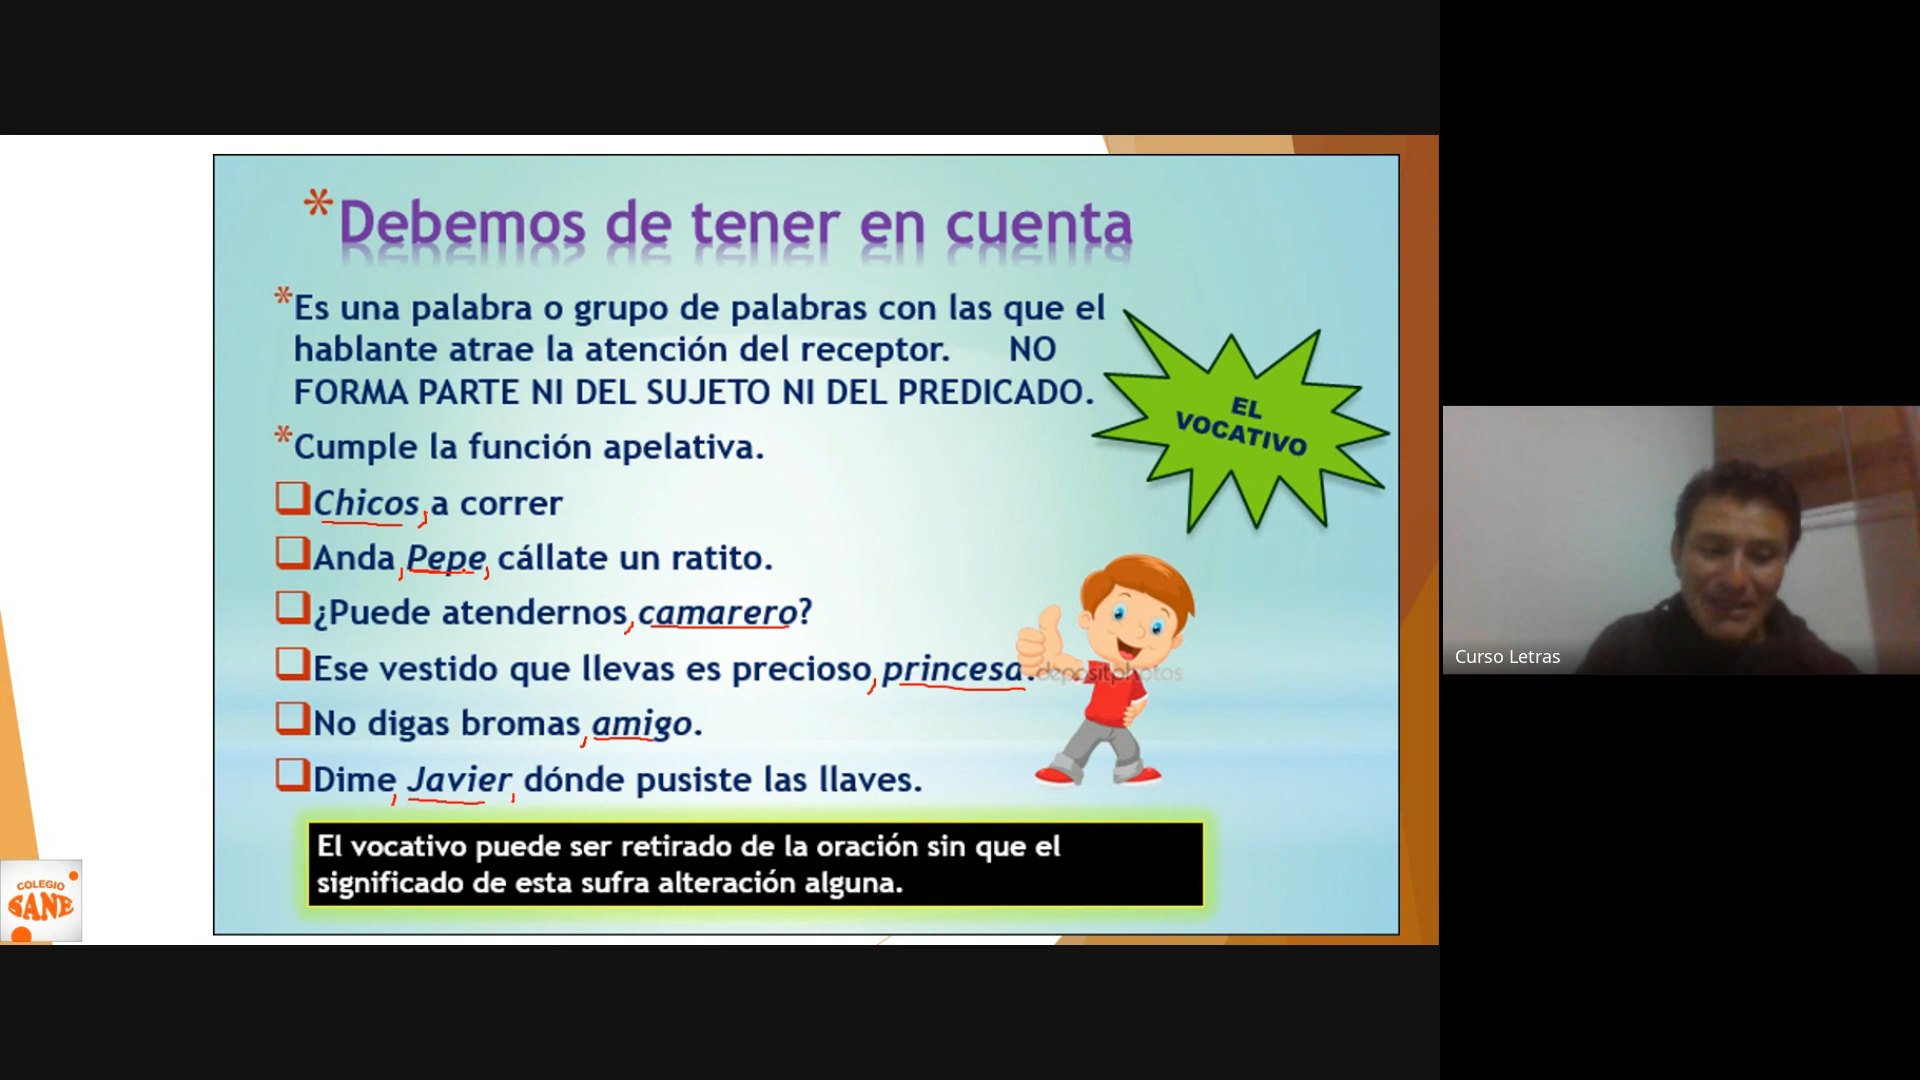 *Debemos de tener en cuenta
*Es una palabra o grupo de palabras con las que el
hablante atrae la atención del receptor. NO
FORMA PARTE NI DEL SUJETO NI DEL PREDICADO.
EL
VOCATIVO
*Cumple la función apelativa.
Chicos, a correr
Anda, Pepe, cállate un ratito.
¿Puede atendernos, camarero?
Ese vestido que llevas es precioso, princesa.
depositphotos
No digas bromas, amigo.
Dime, Javier, dónde pusiste las llaves.
El vocativo puede ser retirado de la oración sin que el
significado de esta sufra alteración alguna.
COLEGIO
SANE
Curso Letras